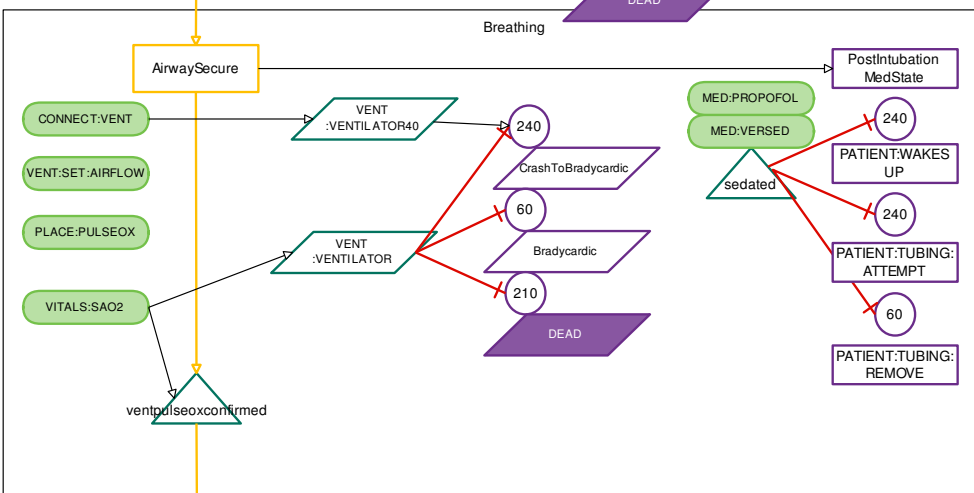 DEAD
Breathing
AirwaySecure
PostIntubation
MedState
CONNECT:VENT
VENT
:VENTILATOR40
240
MED:PROPOFOL
MED:VERSED
240
VENT:SET:AIRFLOW
CrashToBradycardic
sedated
PATIENT:WAKES
UP
PLACE:PULSEOX
60
240
VENT
:VENTILATOR
Bradycardic
PATIENT:TUBING:
ATTEMPT
VITALS:SAO2
210
60
DEAD
PATIENT:TUBING:
REMOVE
ventpulseoxconfirmed